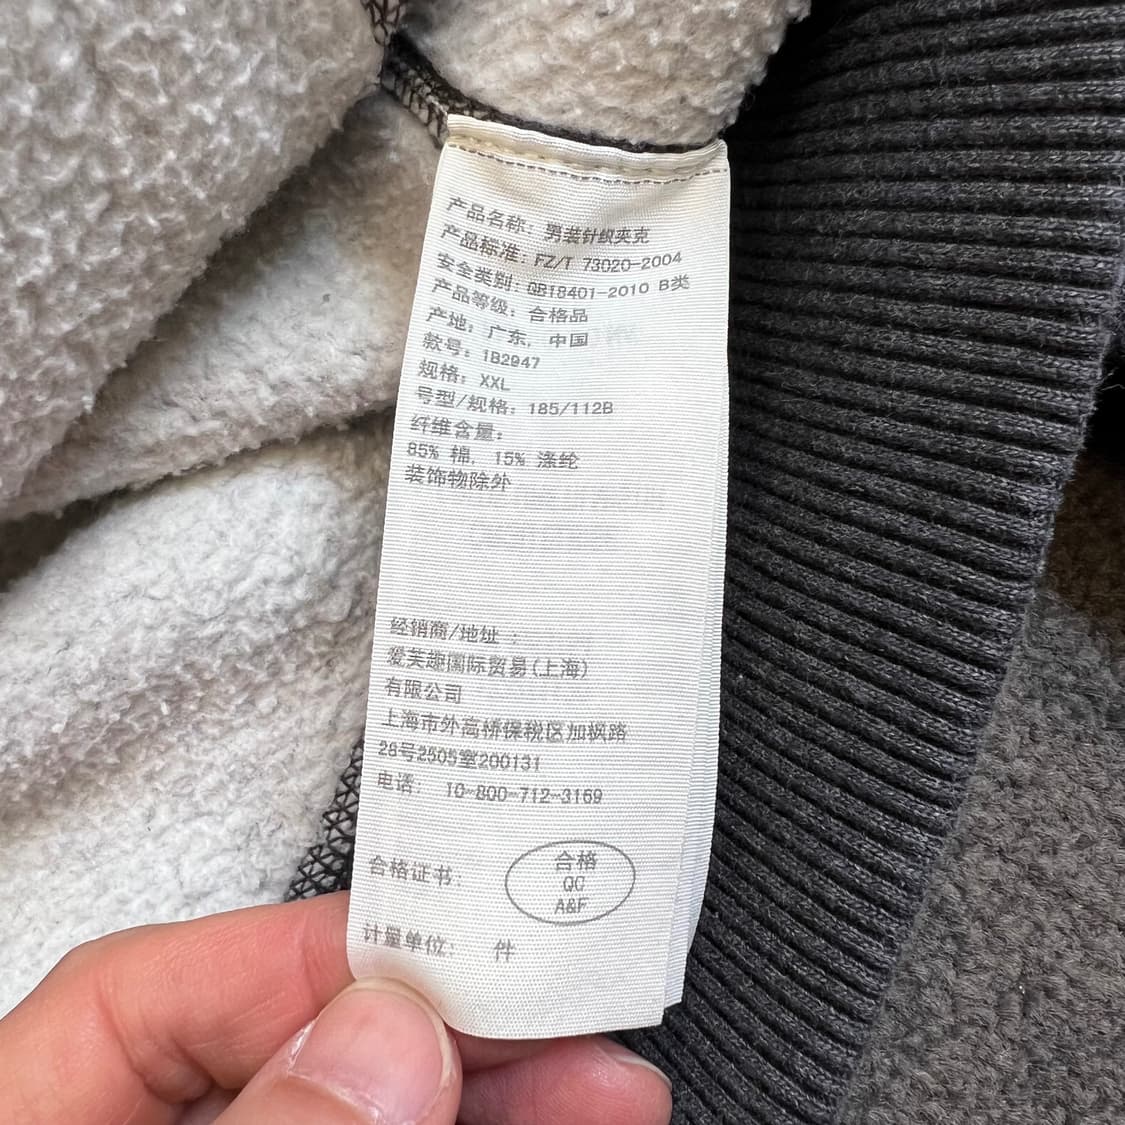 产品名称: 男装针织夹克
产品标准: FZ/T 73020-2004
安全类别: GB18401-2010 B类
产品等级: 合格品
产地: 广东, 中国
款号: 1B2947
规格: XXL
号型/规格: 185/112B
纤维含量:
85% 棉, 15% 涤纶
装饰物除外
经销商/地址 :
爱芙趣国际贸易(上海)
有限公司
上海市外高桥保税区加枫路
26号2505室200131
电话: 10-800-712-3169
合格证书:
合格
QC
A&F
计量单位: 件